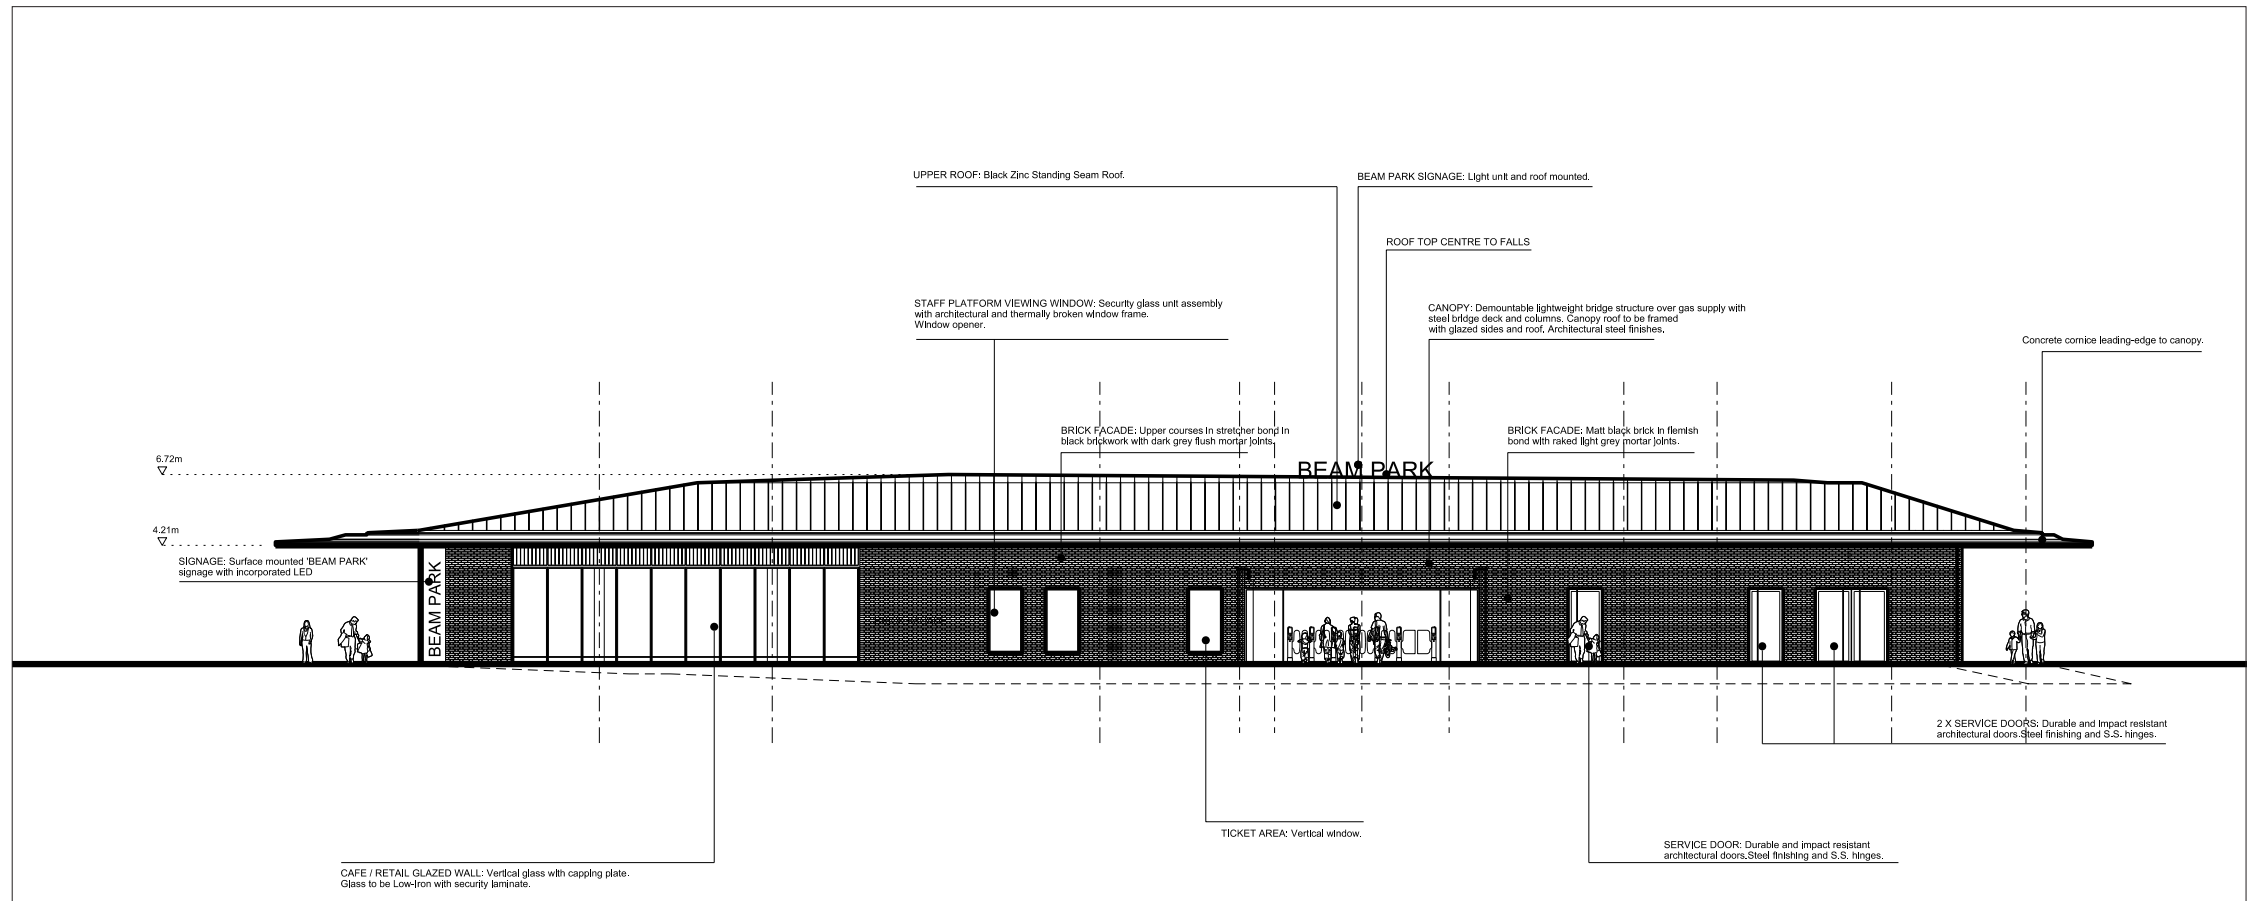 UPPER ROOF: Black Zinc Standing Seam Roof.
BEAM PARK SIGNAGE: Light unit and roof mounted.
ROOF TOP CENTRE TO FALLS
STAFF PLATFORM VIEWING WINDOW: Security glass unit assembly
with architectural and thermally broken window frame.
Window opener.
CANOPY: Demountable lightweight bridge structure over gas supply with
steel bridge deck and columns. Canopy roof to be framed
with glazed sides and roof. Architectural steel finishes.
Concrete cornice leading-edge to canopy.
BRICK FACADE: Upper courses in stretcher bond in
black brickwork with dark grey flush mortar joints.
BRICK FACADE: Matt black brick in flemish
bond with raked light grey mortar joints.
6.72m
BEAM PARK
4.21m
SIGNAGE: Surface mounted 'BEAM PARK'
signage with incorporated LED
BEAM PARK
2 X SERVICE DOORS: Durable and impact resistant
architectural doors.Steel finishing and S.S. hinges.
TICKET AREA: Vertical window.
SERVICE DOOR: Durable and impact resistant
architectural doors.Steel finishing and S.S. hinges.
CAFE / RETAIL GLAZED WALL: Vertical glass with capping plate.
Glass to be Low-Iron with security laminate.